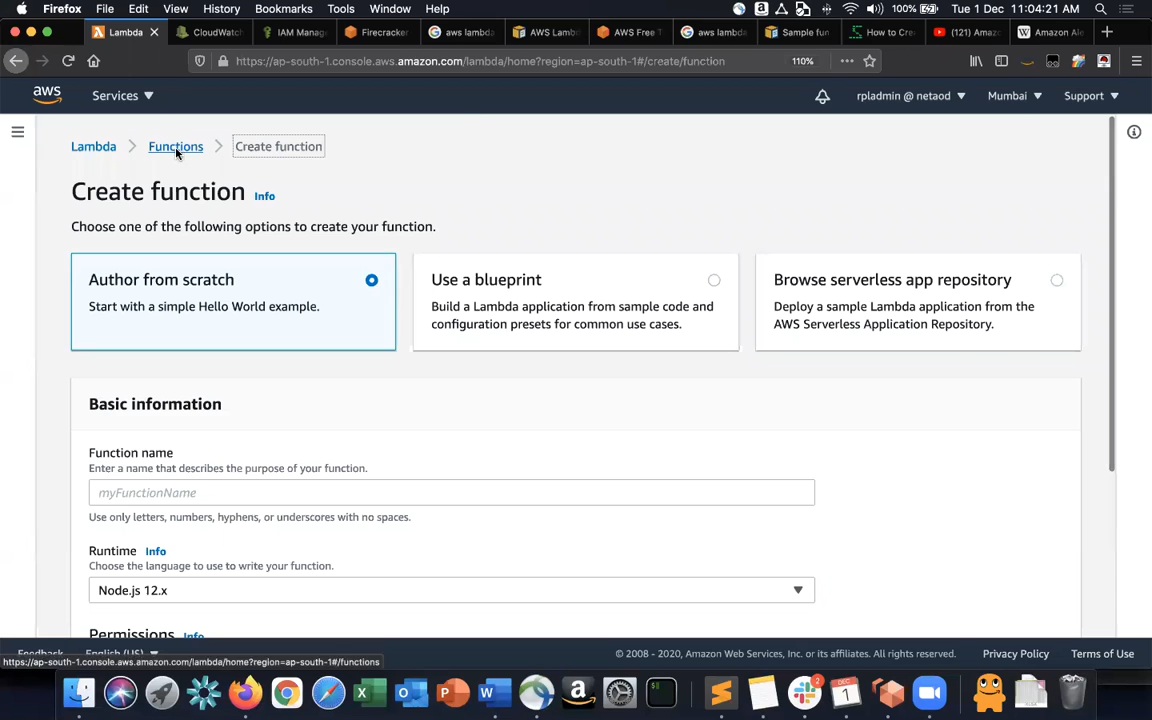 Firefox File Edit View History Bookmarks Tools Window Help 100% Tue 1 Dec 11:04:21 AM
Lambda CloudWatch IAM Manage Firecracker aws lambda AWS Lamb AWS Free T aws lambda Sample fun How to Cre (121) Amaz Amazon Ale
https://ap-south-1.console.aws.amazon.com/lambda/home?region=ap-south-1#/create/function 110%
aws Services rpladmin @ netaod Mumbai Support
Lambda Functions Create function
Create function Info
Choose one of the following options to create your function.
Author from scratch
Start with a simple Hello World example.
Use a blueprint
Build a Lambda application from sample code and
configuration presets for common use cases.
Browse serverless app repository
Deploy a sample Lambda application from the
AWS Serverless Application Repository.
Basic information
Function name
Enter a name that describes the purpose of your function.
myFunctionName
Use only letters, numbers, hyphens, or underscores with no spaces.
Runtime Info
Choose the language to use to write your function.
Node.js 12.x
Permissions Info
Feedback English (US) © 2008 - 2020, Amazon Web Services, Inc. or its affiliates. All rights reserved. Privacy Policy Terms of Use
https://ap-south-1.console.aws.amazon.com/lambda/home?region=ap-south-1#/functions
2
DEC
1